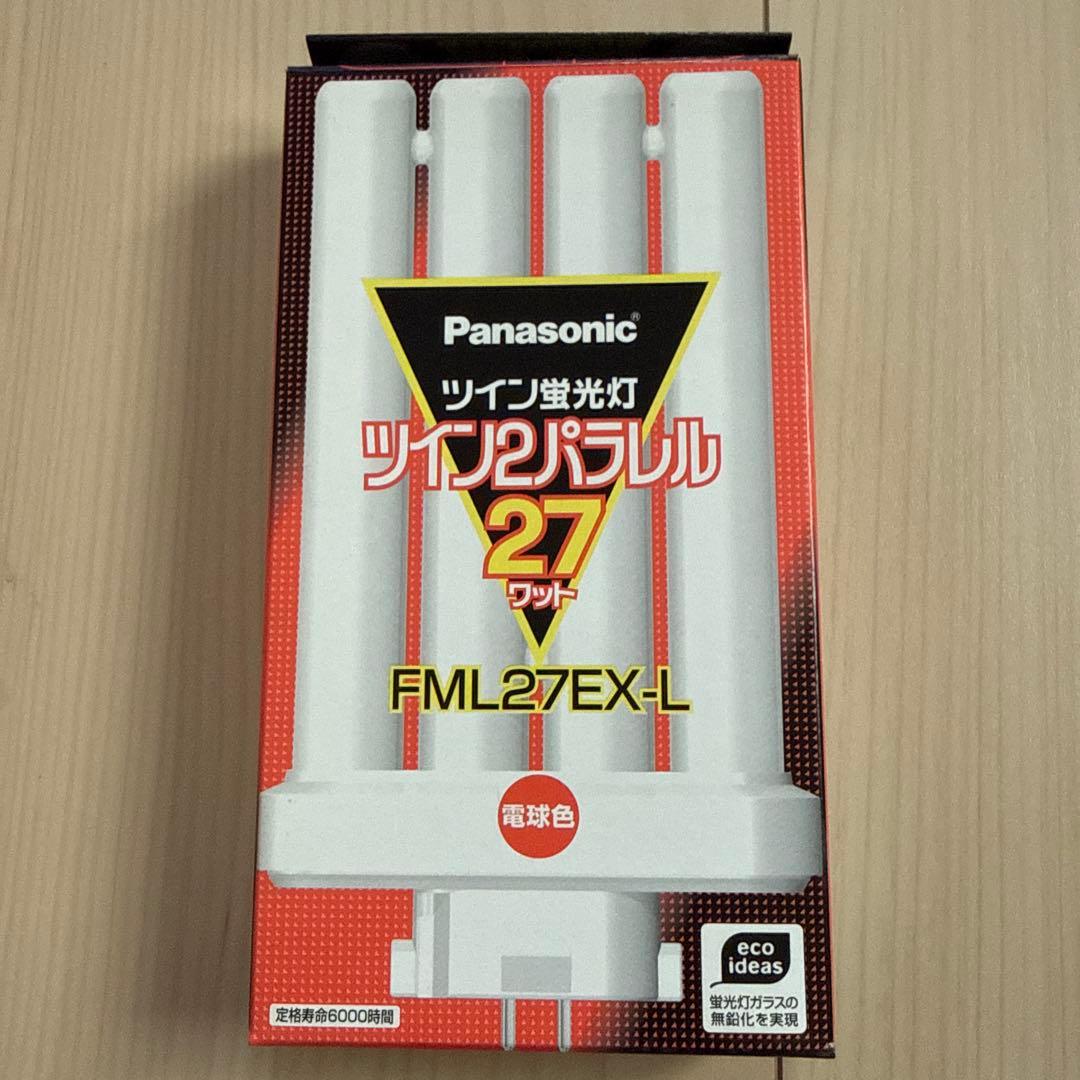 Panasonic®
ツイン蛍光灯
ツイン2パラレル
27
ワット
FML27EX-L
電球色
eco
ideas
蛍光灯ガラスの
無鉛化を実現
定格寿命6000時間